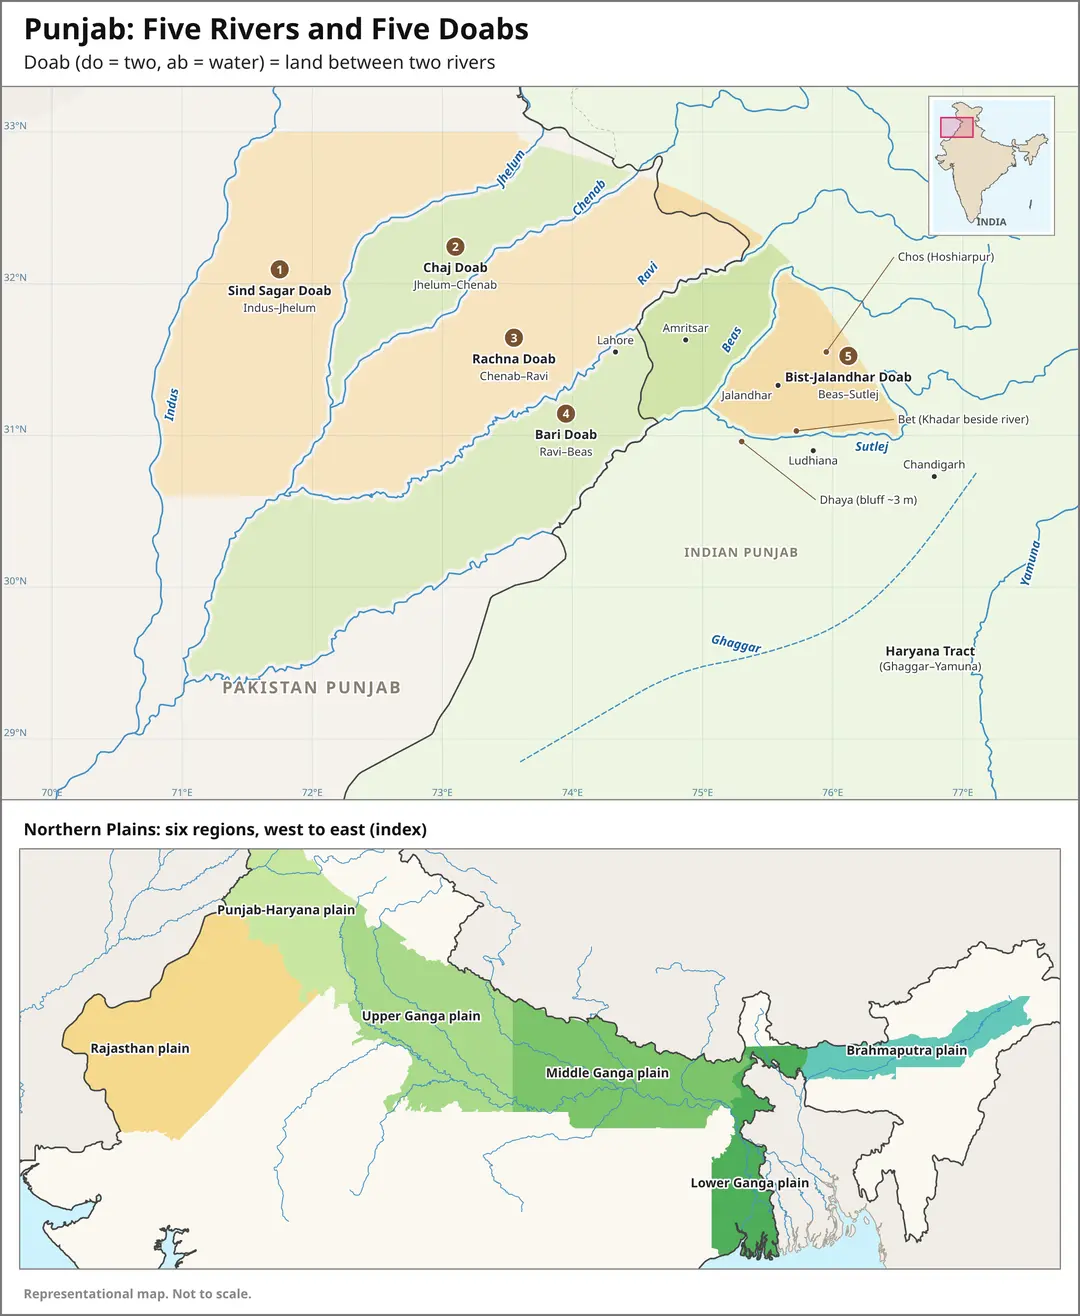 Punjab: Five Rivers and Five Doabs
Doab (do = two, ab = water) = land between two rivers
33°N
32°N
31°N
30°N
29°N
70°E
71°E
72°E
73°E
74°E
75°E
76°E
77°E
INDIA
Jhelum
Chenab
Ravi
Beas
Indus
Sutlej
Yamuna
Ghaggar
1
Sind Sagar Doab
Indus–Jhelum
2
Chaj Doab
Jhelum–Chenab
3
Rachna Doab
Chenab–Ravi
4
Bari Doab
Ravi–Beas
5
Bist-Jalandhar Doab
Beas–Sutlej
Lahore
Amritsar
Jalandhar
Ludhiana
Chandigarh
Chos (Hoshiarpur)
Bet (Khadar beside river)
Dhaya (bluff ~3 m)
INDIAN PUNJAB
PAKISTAN PUNJAB
Haryana Tract
(Ghaggar–Yamuna)
Northern Plains: six regions, west to east (index)
Punjab-Haryana plain
Rajasthan plain
Upper Ganga plain
Middle Ganga plain
Brahmaputra plain
Lower Ganga plain
Representational map. Not to scale.